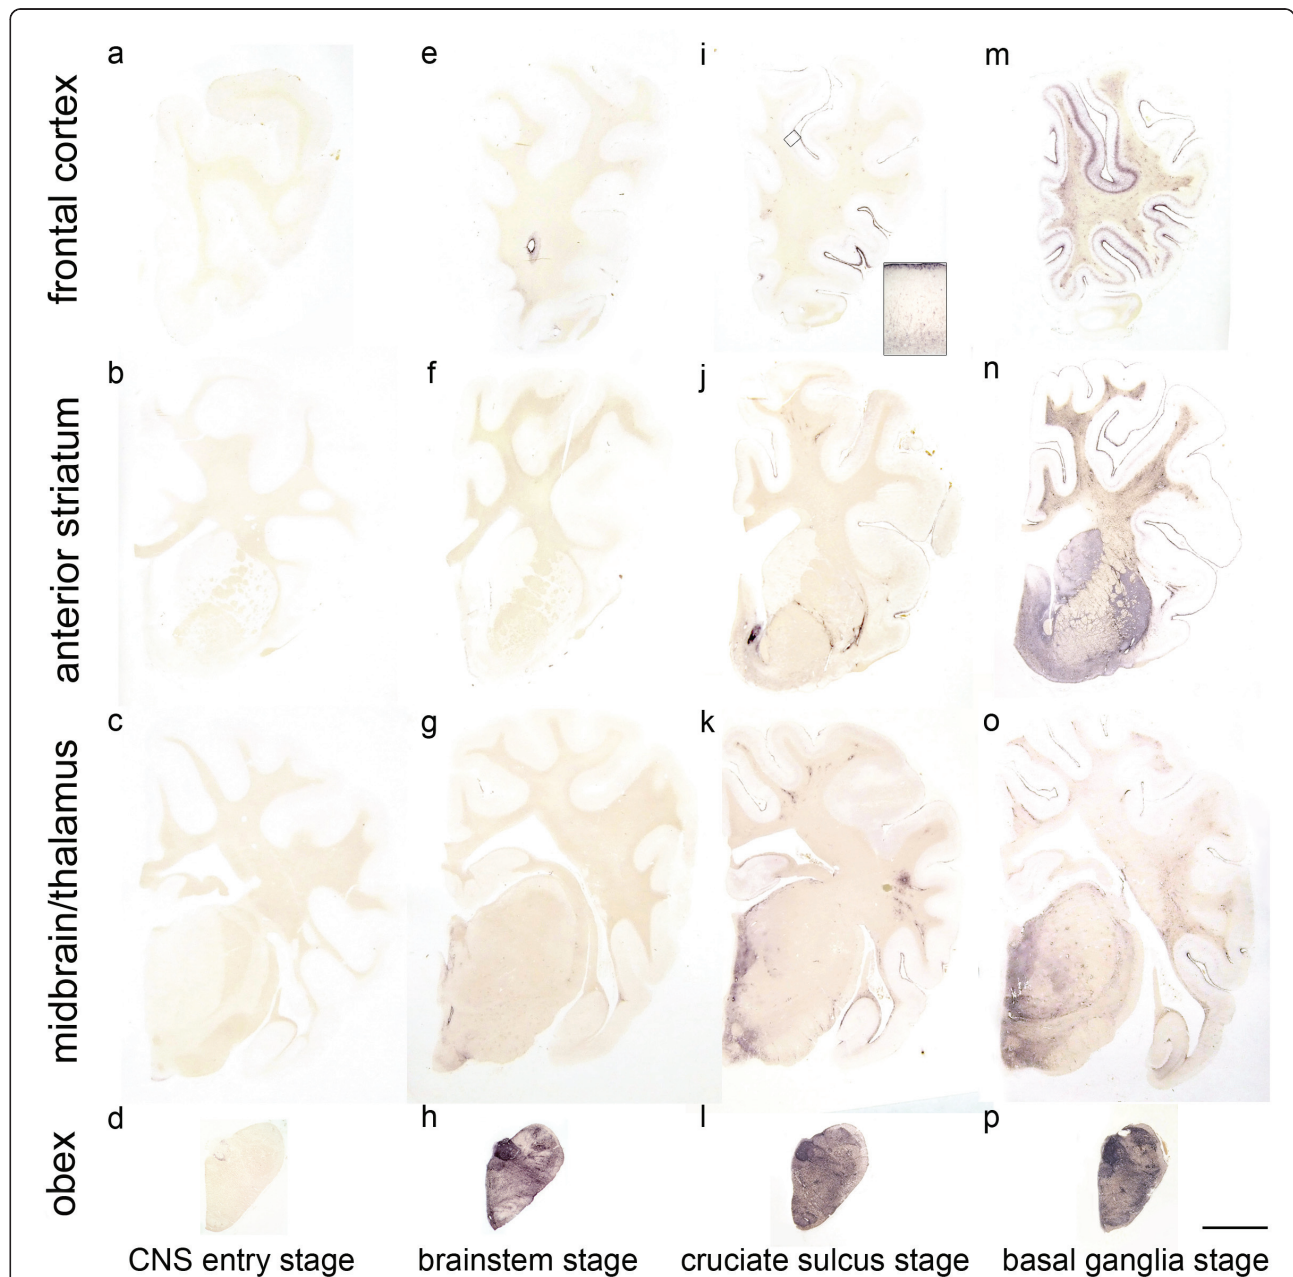 a e i m
frontal cortex
b f j n
anterior striatum
c g k o
midbrain/thalamus
d h l p
obex
CNS entry stage brainstem stage cruciate sulcus stage basal ganglia stage